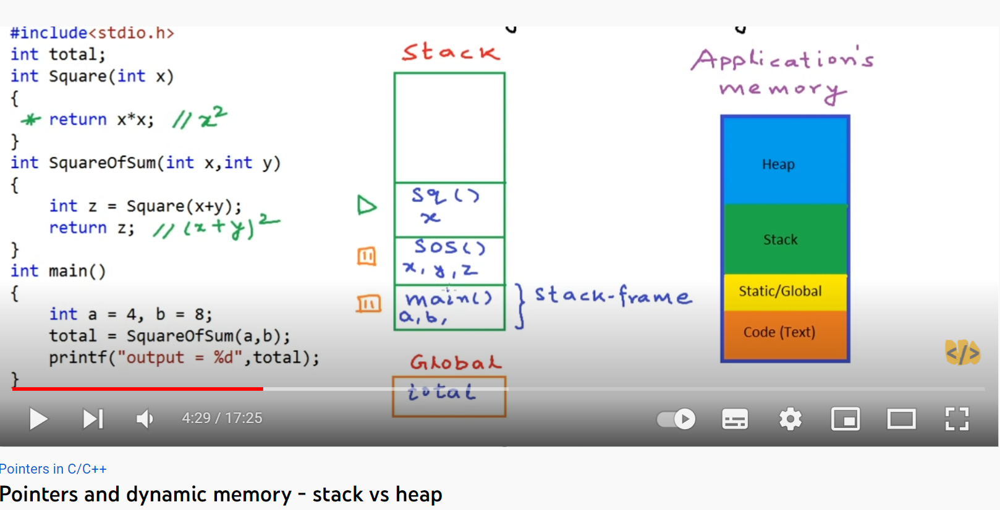 #include<stdio.h>
int total;
int Square(int x)
{
* return x*x; // x²
}
int SquareOfSum(int x,int y)
{
int z = Square(x+y);
return z; // (x+y)²
}
int main()
{
int a = 4, b = 8;
total = SquareOfSum(a,b);
printf("output = %d",total);
}
Stack
Sq()
x
SOS()
x, y, z
main()
a, b,
} stack-frame
Global
total
Application's
memory
Heap
Stack
Static/Global
Code (Text)
</>
4:29 / 17:25
Pointers in C/C++
Pointers and dynamic memory - stack vs heap